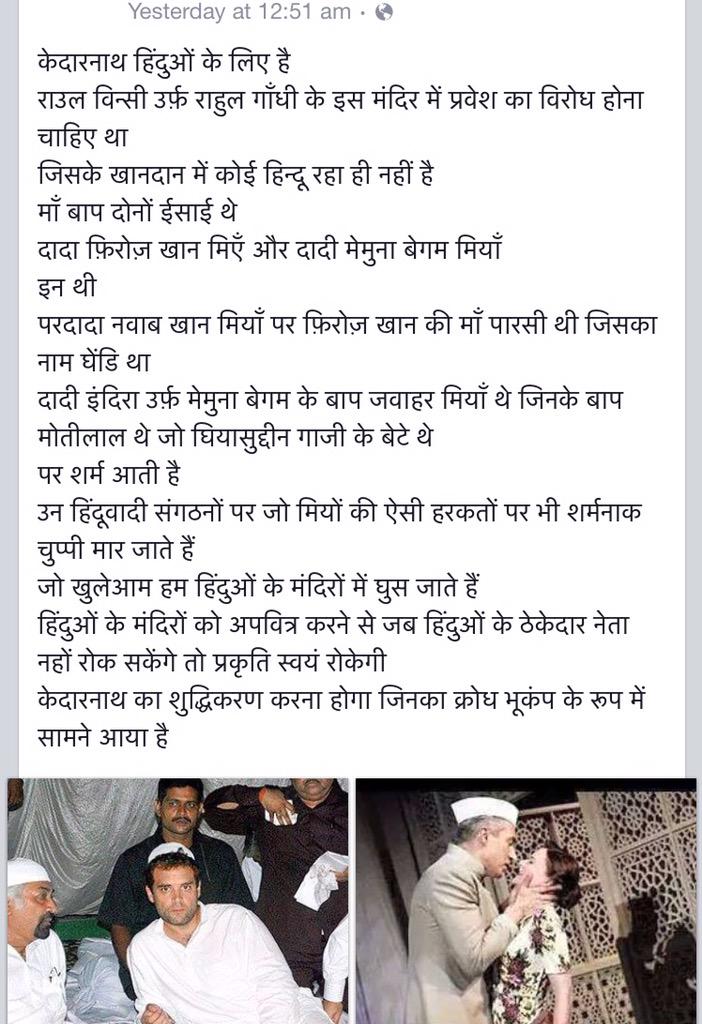 Yesterday at 12:51 am ·
केदारनाथ हिंदुओं के लिए है
राउल विन्सी उर्फ़ राहुल गाँधी के इस मंदिर में प्रवेश का विरोध होना
चाहिए था
जिसके खानदान में कोई हिन्दू रहा ही नहीं है
माँ बाप दोनों ईसाई थे
दादा फ़िरोज़ खान मिएँ और दादी मेमुना बेगम मियाँ
इन थी
परदादा नवाब खान मियाँ पर फ़िरोज़ खान की माँ पारसी थी जिसका
नाम घेंडि था
दादी इंदिरा उर्फ़ मेमुना बेगम के बाप जवाहर मियाँ थे जिनके बाप
मोतीलाल थे जो घियासुद्दीन गाजी के बेटे थे
पर शर्म आती है
उन हिंदूवादी संगठनों पर जो मियों की ऐसी हरकतों पर भी शर्मनाक
चुप्पी मार जाते हैं
जो खुलेआम हम हिंदुओं के मंदिरों में घुस जाते हैं
हिंदुओं के मंदिरों को अपवित्र करने से जब हिंदुओं के ठेकेदार नेता
नहों रोक सकेंगे तो प्रकृति स्वयं रोकेगी
केदारनाथ का शुद्धिकरण करना होगा जिनका क्रोध भूकंप के रूप में
सामने आया है